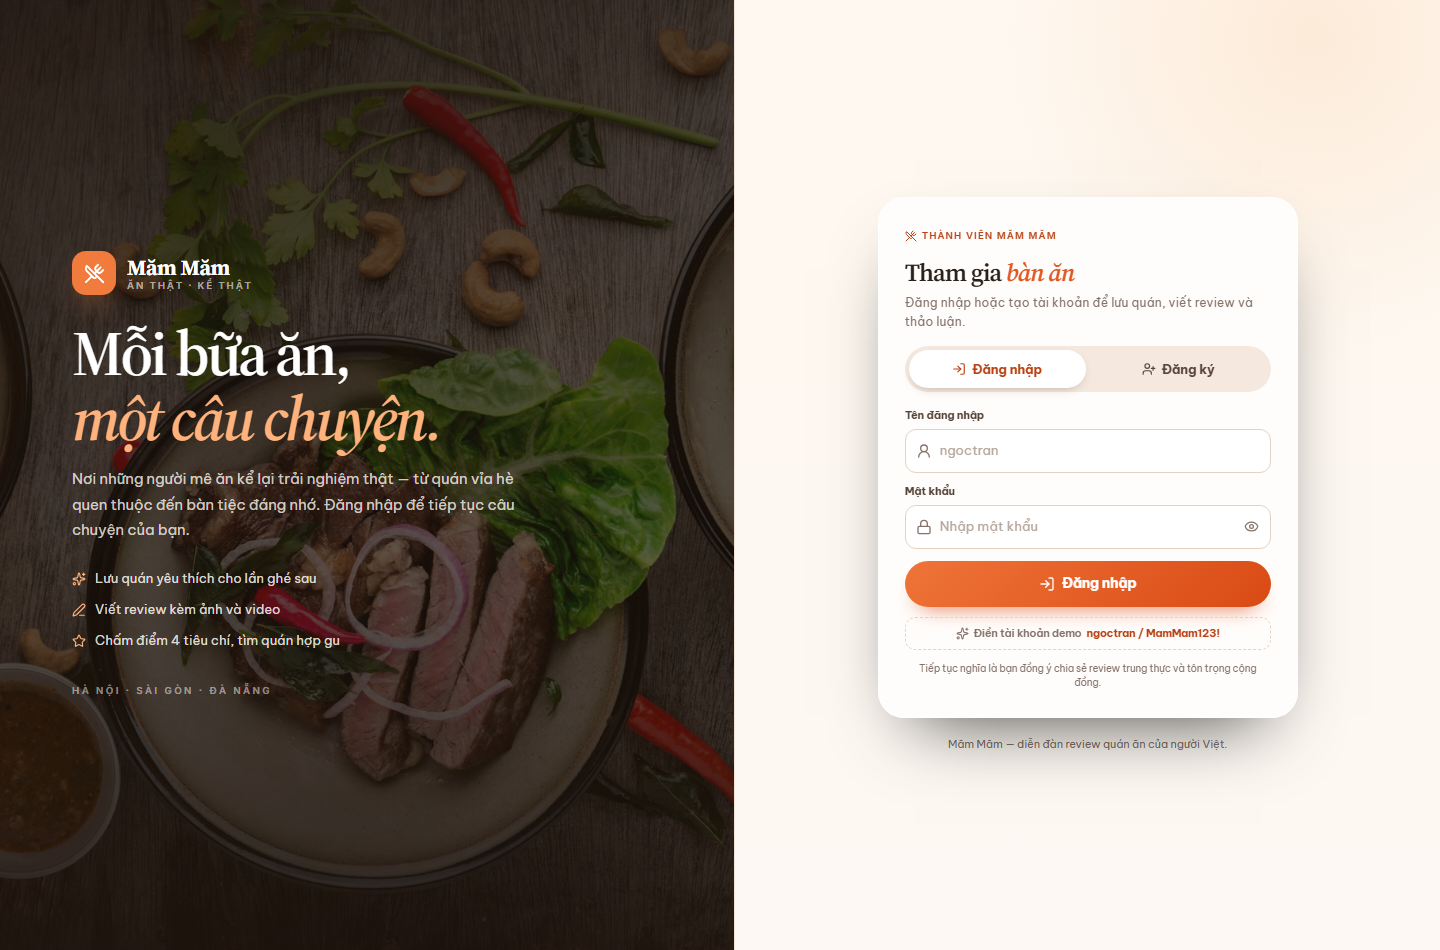 Măm Măm
ĂN THẬT · KỂ THẬT
Mỗi bữa ăn,
một câu chuyện.
Nơi những người mê ăn kể lại trải nghiệm thật — từ quán vỉa hè
quen thuộc đến bàn tiệc đáng nhớ. Đăng nhập để tiếp tục câu
chuyện của bạn.
Lưu quán yêu thích cho lần ghé sau
Viết review kèm ảnh và video
Chấm điểm 4 tiêu chí, tìm quán hợp gu
HÀ NỘI · SÀI GÒN · ĐÀ NẴNG
THÀNH VIÊN MĂM MĂM
Tham gia bàn ăn
Đăng nhập hoặc tạo tài khoản để lưu quán, viết review và
thảo luận.
Đăng nhập
Đăng ký
Tên đăng nhập
ngoctran
Mật khẩu
Nhập mật khẩu
Đăng nhập
Điền tài khoản demo ngoctran / MamMam123!
Tiếp tục nghĩa là bạn đồng ý chia sẻ review trung thực và tôn trọng cộng
đồng.
Măm Măm — diễn đàn review quán ăn của người Việt.